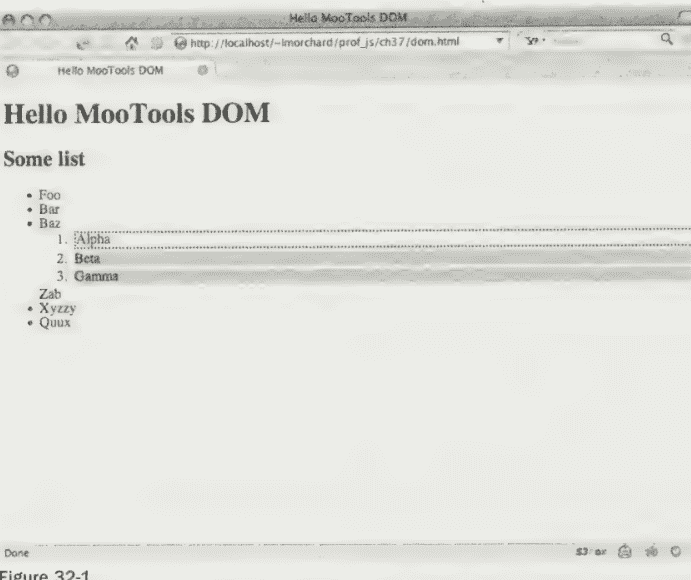 Hello MooTools DOM
http://localhost/~lmorchard/prof_js/ch37/dom.html
Hello MooTools DOM
Hello MooTools DOM
Some list
• Foo
• Bar
• Baz
1. Alpha
2. Beta
3. Gamma
Zab
• Xyzzy
• Quux
Done
Figure 32-1